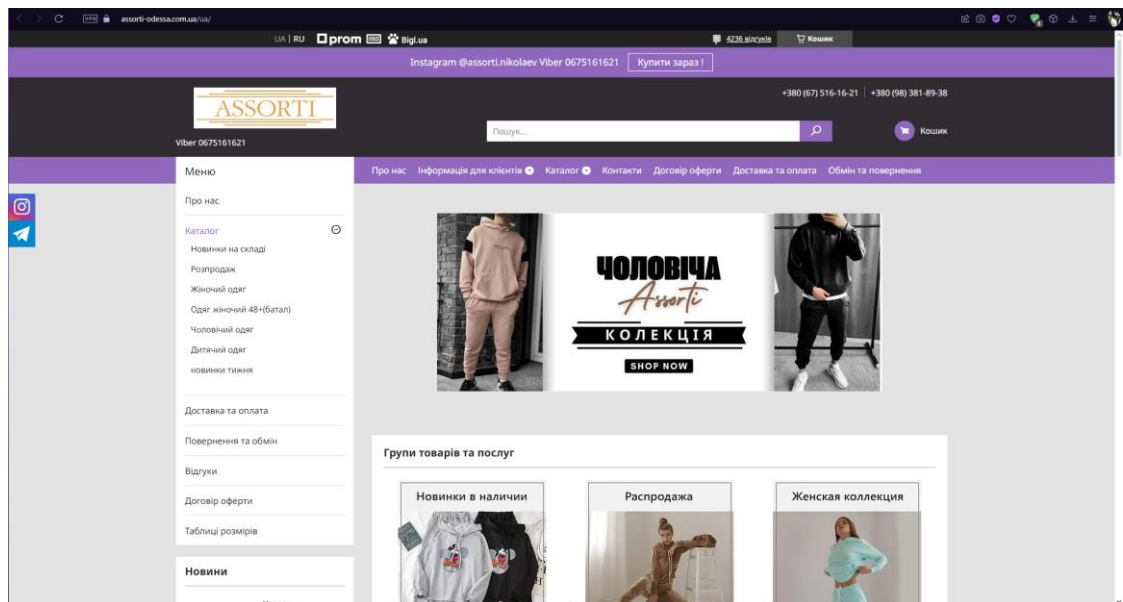 VPN assorti-odessa.com.ua/ua/
UA | RU prom PRO Bigl.ua 4236 відгуків Кошик
Instagram @assorti.nikolaev Viber 0675161621 Купити зараз !
ASSORTI
+380 (67) 516-16-21 +380 (98) 381-89-38
Пошук...
Кошик
Viber 0675161621
Про нас Інформація для клієнтів Каталог Контакти Договір оферти Доставка та оплата Обмін та повернення
Меню
Про нас
Каталог
Новинки на складі
Розпродаж
Жіночий одяг
Одяг жіночий 48+(батал)
Чоловічий одяг
Дитячий одяг
новинки тижня
Доставка та оплата
Повернення та обмін
Відгуки
Договір оферти
Таблиці розмірів
Новини
ЧОЛОВІЧА
Assorti
КОЛЕКЦІЯ
SHOP NOW
Групи товарів та послуг
Новинки в наличии
Распродажа
Женская коллекция